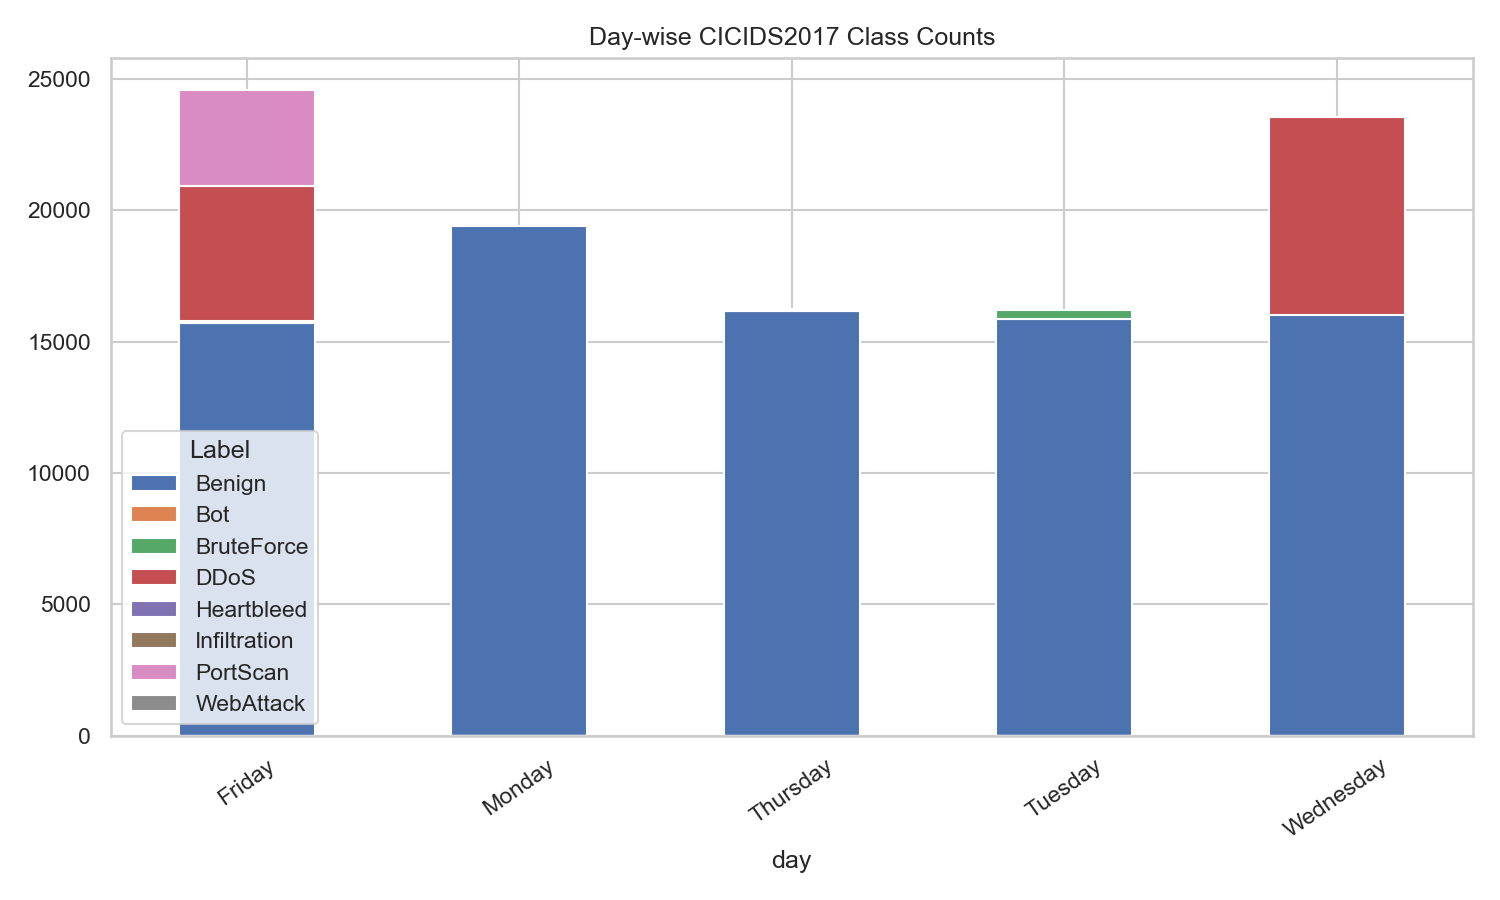 Day-wise CICIDS2017 Class Counts
25000
20000
15000
10000
5000
0
Label
Benign
Bot
BruteForce
DDoS
Heartbleed
Infiltration
PortScan
WebAttack
Friday
Monday
Thursday
Tuesday
Wednesday
day